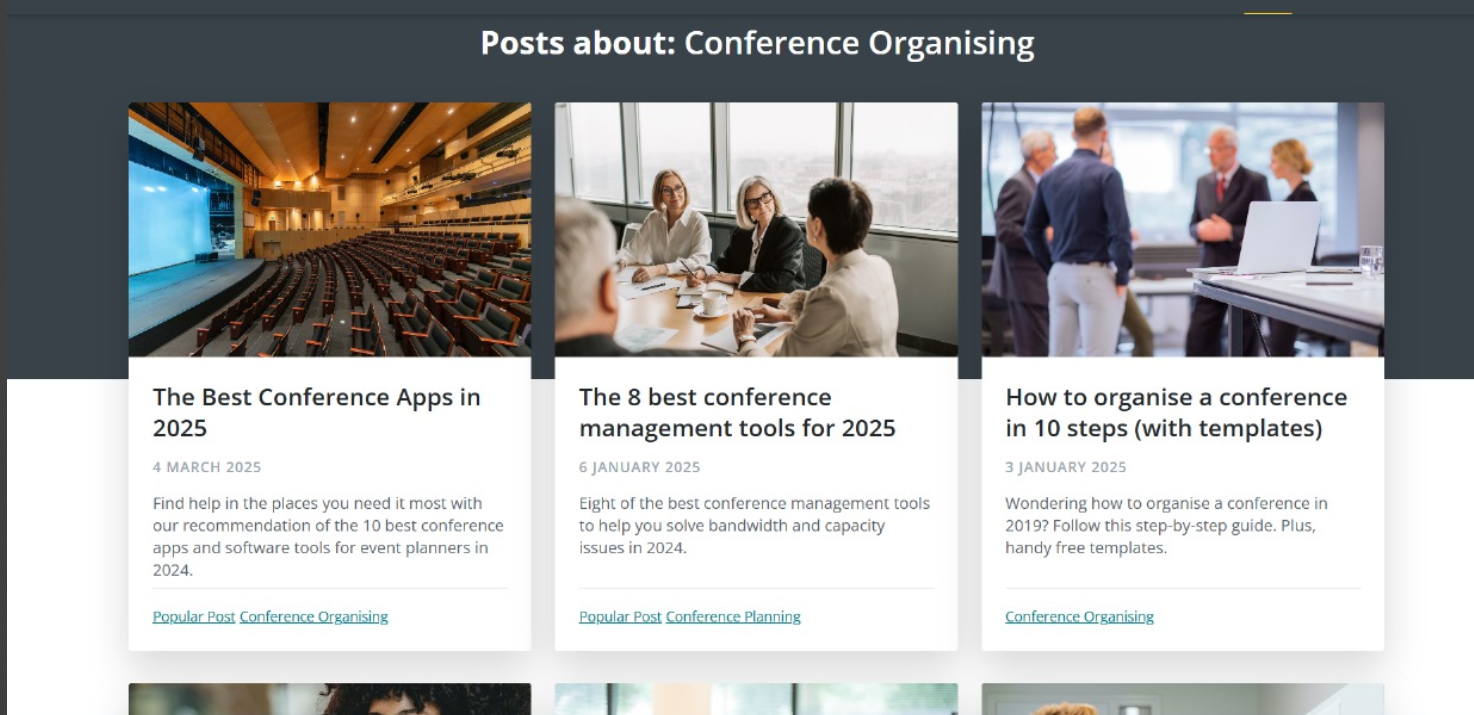 Posts about: Conference Organising
The Best Conference Apps in
2025
4 MARCH 2025
Find help in the places you need it most with
our recommendation of the 10 best conference
apps and software tools for event planners in
2024.
Popular Post Conference Organising
The 8 best conference
management tools for 2025
6 JANUARY 2025
Eight of the best conference management tools
to help you solve bandwidth and capacity
issues in 2024.
Popular Post Conference Planning
How to organise a conference
in 10 steps (with templates)
3 JANUARY 2025
Wondering how to organise a conference in
2019? Follow this step-by-step guide. Plus,
handy free templates.
Conference Organising